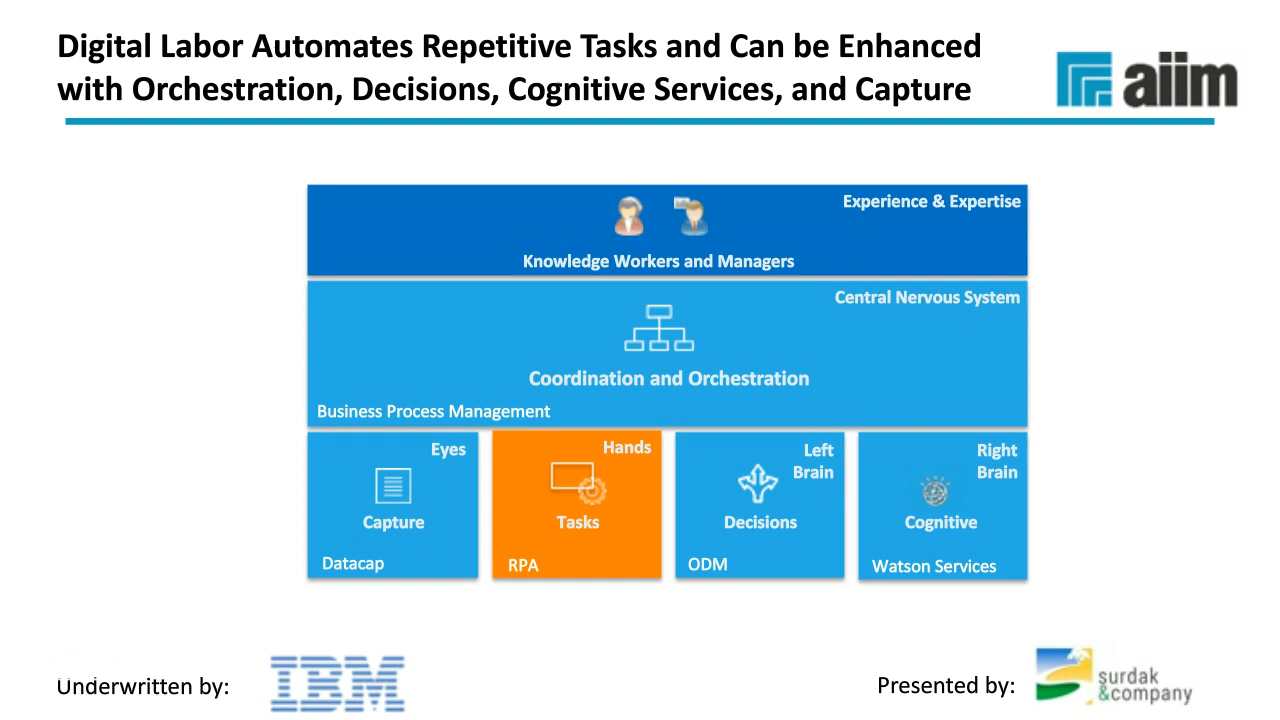 Digital Labor Automates Repetitive Tasks and Can be Enhanced
with Orchestration, Decisions, Cognitive Services, and Capture
aiim
Experience & Expertise
Knowledge Workers and Managers
Central Nervous System
Coordination and Orchestration
Business Process Management
Eyes
Capture
Datacap
Hands
Tasks
RPA
Left
Brain
Decisions
ODM
Right
Brain
Cognitive
Watson Services
Underwritten by:
IBM
Presented by:
surdak
&company